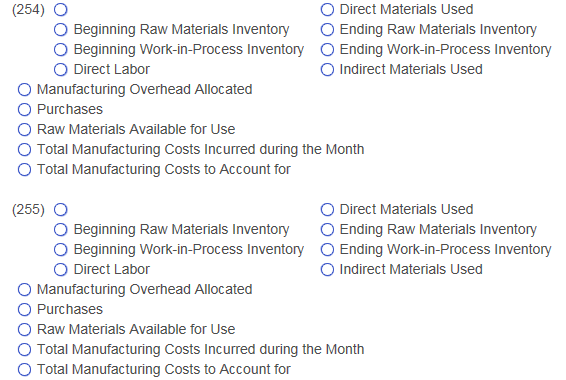 (254) Direct Materials Used
Beginning Raw Materials Inventory Ending Raw Materials Inventory
Beginning Work-in-Process Inventory Ending Work-in-Process Inventory
Direct Labor Indirect Materials Used
Manufacturing Overhead Allocated
Purchases
Raw Materials Available for Use
Total Manufacturing Costs Incurred during the Month
Total Manufacturing Costs to Account for
(255) Direct Materials Used
Beginning Raw Materials Inventory Ending Raw Materials Inventory
Beginning Work-in-Process Inventory Ending Work-in-Process Inventory
Direct Labor Indirect Materials Used
Manufacturing Overhead Allocated
Purchases
Raw Materials Available for Use
Total Manufacturing Costs Incurred during the Month
Total Manufacturing Costs to Account for